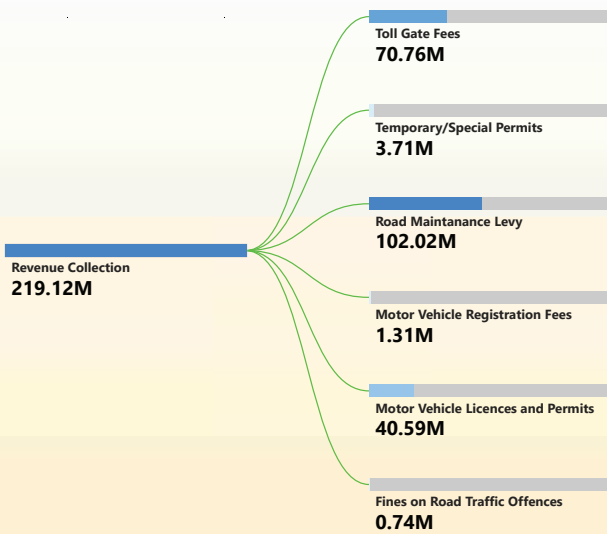 Toll Gate Fees
70.76M
Temporary/Special Permits
3.71M
Road Maintanance Levy
102.02M
Revenue Collection
219.12M
Motor Vehicle Registration Fees
1.31M
Motor Vehicle Licences and Permits
40.59M
Fines on Road Traffic Offences
0.74M